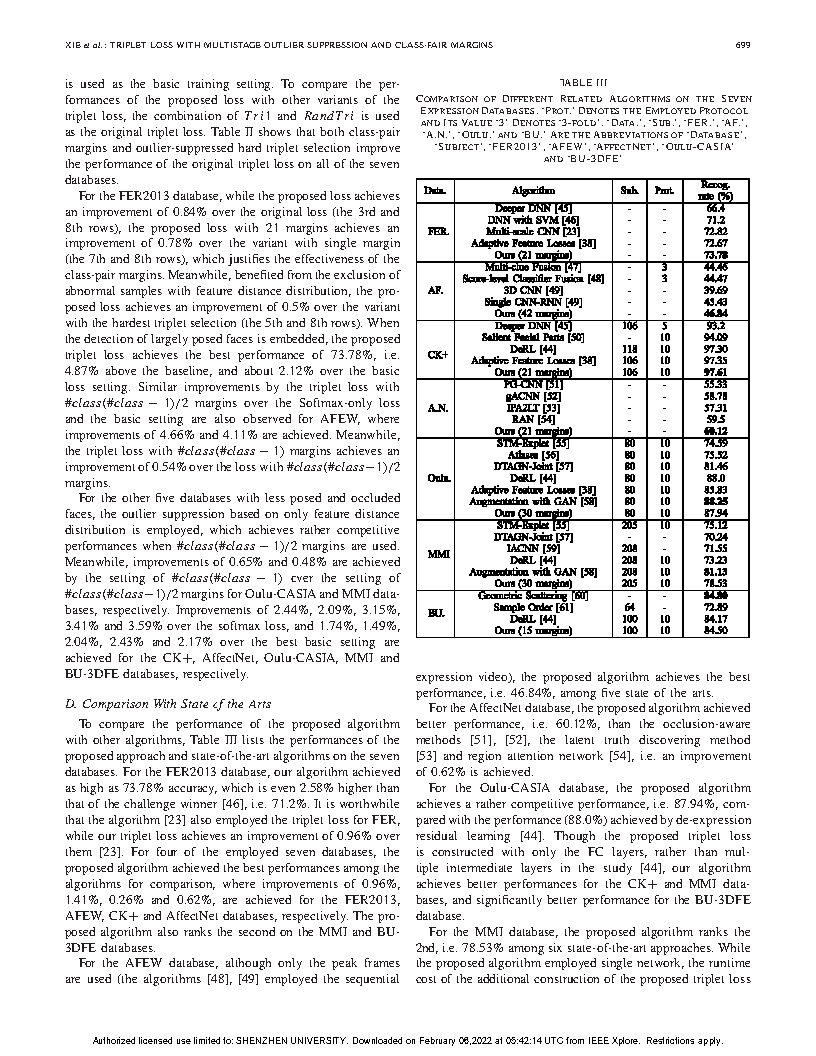 XIE et al.: TRIPLET LOSS WITH MULTISTAGE OUTLIER SUPPRESSION AND CLASS-PAIR MARGINS 699
is used as the basic training setting. To compare the per-
formances of the proposed loss with other variants of the
triplet loss, the combination of Tri1 and RandTri is used
as the original triplet loss. Table II shows that both class-pair
margins and outlier-suppressed hard triplet selection improve
the performance of the original triplet loss on all of the seven
databases.
For the FER2013 database, while the proposed loss achieves
an improvement of 0.84% over the original loss (the 3rd and
8th rows), the proposed loss with 21 margins achieves an
improvement of 0.78% over the variant with single margin
(the 7th and 8th rows), which justifies the effectiveness of the
class-pair margins. Meanwhile, benefited from the exclusion of
abnormal samples with feature distance distribution, the pro-
posed loss achieves an improvement of 0.5% over the variant
with the hardest triplet selection (the 5th and 8th rows). When
the detection of largely posed faces is embedded, the proposed
triplet loss achieves the best performance of 73.78%, i.e.
4.87% above the baseline, and about 2.12% over the basic
loss setting. Similar improvements by the triplet loss with
#class(#class − 1)/2 margins over the Softmax-only loss
and the basic setting are also observed for AFEW, where
improvements of 4.66% and 4.11% are achieved. Meanwhile,
the triplet loss with #class(#class − 1) margins achieves an
improvement of 0.54% over the loss with #class(#class−1)/2
margins.
For the other five databases with less posed and occluded
faces, the outlier suppression based on only feature distance
distribution is employed, which achieves rather competitive
performances when #class(#class − 1)/2 margins are used.
Meanwhile, improvements of 0.65% and 0.48% are achieved
by the setting of #class(#class − 1) over the setting of
#class(#class−1)/2 margins for Oulu-CASIA and MMI data-
bases, respectively. Improvements of 2.44%, 2.09%, 3.15%,
3.41% and 3.59% over the softmax loss, and 1.74%, 1.49%,
2.04%, 2.43% and 2.17% over the best basic setting are
achieved for the CK+, AffectNet, Oulu-CASIA, MMI and
BU-3DFE databases, respectively.
D. Comparison With State of the Arts
To compare the performance of the proposed algorithm
with other algorithms, Table III lists the performances of the
proposed approach and state-of-the-art algorithms on the seven
databases. For the FER2013 database, our algorithm achieved
as high as 73.78% accuracy, which is even 2.58% higher than
that of the challenge winner [46], i.e. 71.2%. It is worthwhile
that the algorithm [23] also employed the triplet loss for FER,
while our triplet loss achieves an improvement of 0.96% over
them [23]. For four of the employed seven databases, the
proposed algorithm achieved the best performances among the
algorithms for comparison, where improvements of 0.96%,
1.41%, 0.26% and 0.62%, are achieved for the FER2013,
AFEW, CK+ and AffectNet databases, respectively. The pro-
posed algorithm also ranks the second on the MMI and BU-
3DFE databases.
For the AFEW database, although only the peak frames
are used (the algorithms [48], [49] employed the sequential
TABLE III
COMPARISON OF DIFFERENT RELATED ALGORITHMS ON THE SEVEN
EXPRESSION DATABASES. 'PROT.' DENOTES THE EMPLOYED PROTOCOL
AND ITS VALUE '3' DENOTES '3-FOLD'. 'DATA.', 'SUB.', 'FER.', 'AF.',
'A.N.', 'OULU.' AND 'BU.' ARE THE ABBREVIATIONS OF 'DATABASE',
'SUBJECT', 'FER2013', 'AFEW', 'AFFECTNET', 'OULU-CASIA'
AND 'BU-3DFE'
Data. Algorithm Sub. Prot. Recog. rate (%)
FER. Deeper DNN [45] - - 66.4
DNN with SVM [46] - - 71.2
Multi-scale CNN [23] - - 72.82
Adaptive Feature Losses [38] - - 72.67
Ours (21 margins) - - 73.78
AF. Multi-clue Fusion [47] - 3 44.46
Score-level Classifier Fusion [48] - 3 44.47
3D CNN [49] - - 39.69
Single CNN-RNN [49] - - 45.43
Ours (42 margins) - - 46.84
CK+ Deeper DNN [45] 106 5 93.2
Salient Facial Parts [50] - 10 94.09
DeRL [44] 118 10 97.30
Adaptive Feature Losses [38] 106 10 97.35
Ours (21 margins) 106 10 97.61
A.N. PG-CNN [51] - - 55.33
gACNN [52] - - 58.78
IPA2LT [53] - - 57.31
RAN [54] - - 59.5
Ours (21 margins) - - 60.12
Oulu. STM-Explet [55] 80 10 74.59
Atlases [56] 80 10 75.52
DTAGN-Joint [57] 80 10 81.46
DeRL [44] 80 10 88.0
Adaptive Feature Losses [38] 80 10 85.83
Augmentation with GAN [58] 80 10 88.25
Ours (30 margins) 80 10 87.94
MMI STM-Explet [55] 205 10 75.12
DTAGN-Joint [57] - - 70.24
IACNN [59] 208 - 71.55
DeRL [44] 208 10 73.23
Augmentation with GAN [58] 208 10 81.13
Ours (30 margins) 205 10 78.53
BU. Geometric Scattering [60] - - 84.80
Sample Order [61] 64 - 72.89
DeRL [44] 100 10 84.17
Ours (15 margins) 100 10 84.50
expression video), the proposed algorithm achieves the best
performance, i.e. 46.84%, among five state of the arts.
For the AffectNet database, the proposed algorithm achieved
better performance, i.e. 60.12%, than the occlusion-aware
methods [51], [52], the latent truth discovering method
[53] and region attention network [54], i.e. an improvement
of 0.62% is achieved.
For the Oulu-CASIA database, the proposed algorithm
achieves a rather competitive performance, i.e. 87.94%, com-
pared with the performance (88.0%) achieved by de-expression
residual learning [44]. Though the proposed triplet loss
is constructed with only the FC layers, rather than mul-
tiple intermediate layers in the study [44], our algorithm
achieves better performances for the CK+ and MMI data-
bases, and significantly better performance for the BU-3DFE
database.
For the MMI database, the proposed algorithm ranks the
2nd, i.e. 78.53% among six state-of-the-art approaches. While
the proposed algorithm employed single network, the runtime
cost of the additional construction of the proposed triplet loss
Authorized licensed use limited to: SHENZHEN UNIVERSITY. Downloaded on February 08,2022 at 05:42:14 UTC from IEEE Xplore. Restrictions apply.